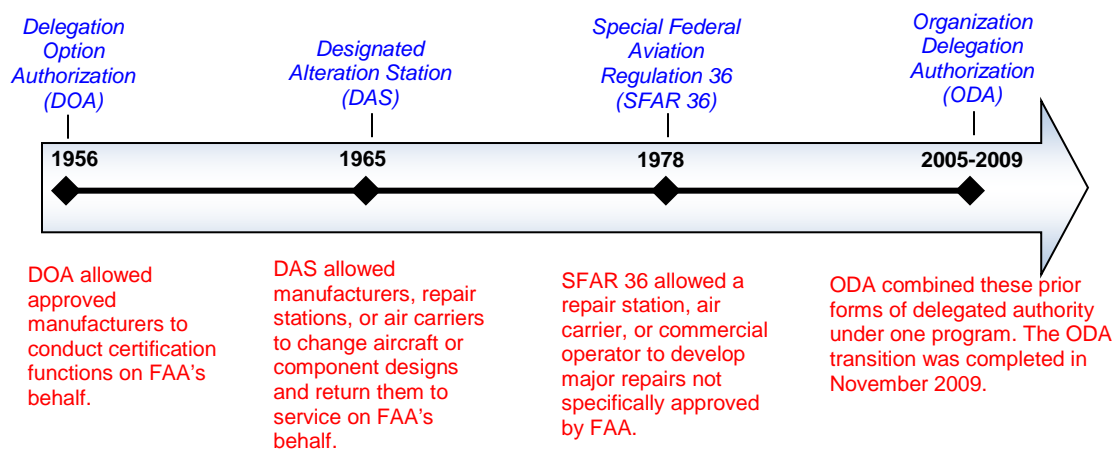 Delegation
Option
Authorization
(DOA)
Designated
Alteration Station
(DAS)
Special Federal
Aviation
Regulation 36
(SFAR 36)
Organization
Delegation
Authorization
(ODA)
1956
1965
1978
2005-2009
DOA allowed
approved
manufacturers to
conduct certification
functions on FAA's
behalf.
DAS allowed
manufacturers, repair
stations, or air carriers
to change aircraft or
component designs
and return them to
service on FAA's
behalf.
SFAR 36 allowed a
repair station, air
carrier, or commercial
operator to develop
major repairs not
specifically approved
by FAA.
ODA combined these prior
forms of delegated authority
under one program. The ODA
transition was completed in
November 2009.